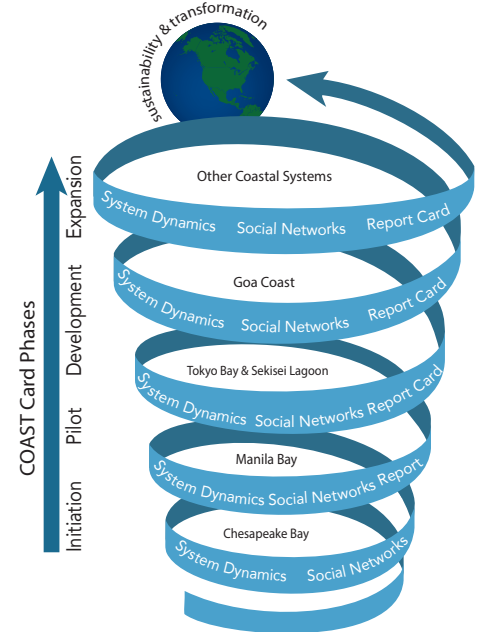 sustainability & transformation
Other Coastal Systems
System Dynamics Social Networks Report Card
Goa Coast
System Dynamics Social Networks Report Card
Tokyo Bay & Sekisei Lagoon
System Dynamics Social Networks Report Card
Manila Bay
System Dynamics Social Networks Report
Chesapeake Bay
System Dynamics Social Networks
COAST Card Phases
Initiation Pilot Development Expansion